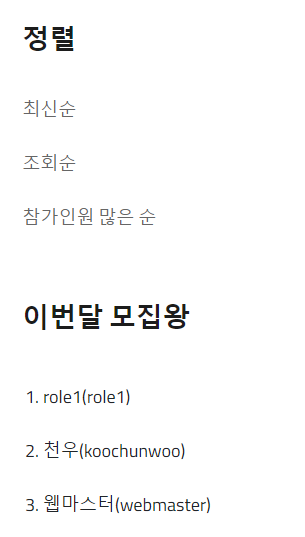 정렬
최신순
조회순
참가인원 많은 순
이번달 모집왕
1. role1(role1)
2. 천우(koochunwoo)
3. 웹마스터(webmaster)